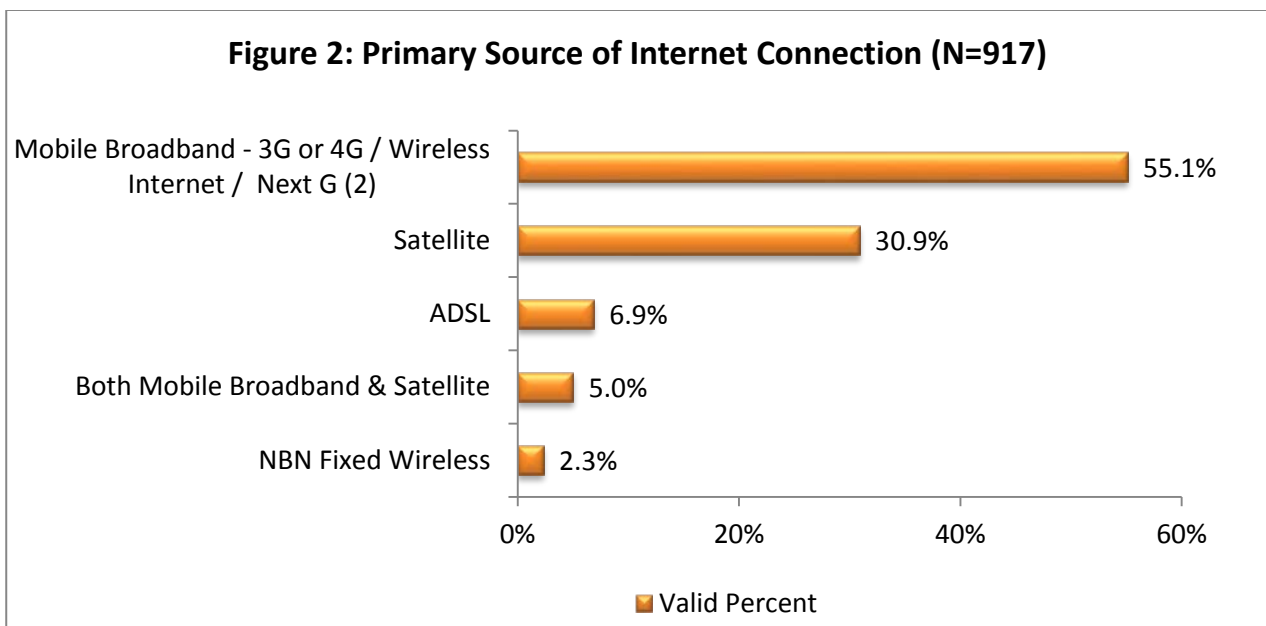 Figure 2: Primary Source of Internet Connection (N=917)
Mobile Broadband - 3G or 4G / Wireless
Internet /  Next G (2)
55.1%
Satellite
30.9%
ADSL
6.9%
Both Mobile Broadband & Satellite
5.0%
NBN Fixed Wireless
2.3%
0%
20%
40%
60%
Valid Percent